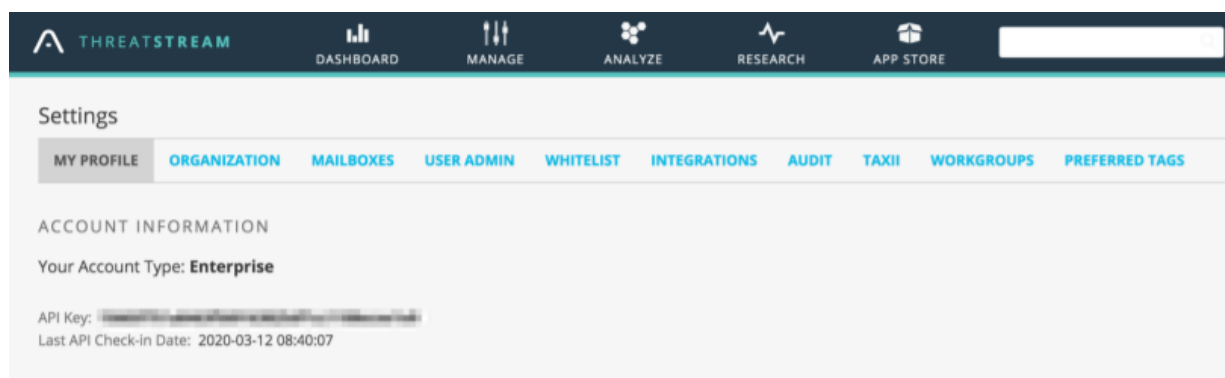 THREATSTREAM
DASHBOARD MANAGE ANALYZE RESEARCH APP STORE
Settings
MY PROFILE ORGANIZATION MAILBOXES USER ADMIN WHITELIST INTEGRATIONS AUDIT TAXII WORKGROUPS PREFERRED TAGS
ACCOUNT INFORMATION
Your Account Type: Enterprise
API Key:
Last API Check-in Date: 2020-03-12 08:40:07